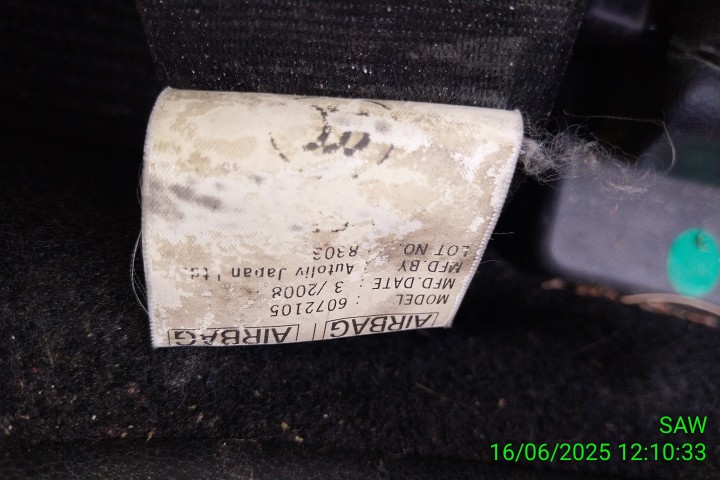 AIRBAG AIRBAG
MODEL : 6072105
MFD.DATE : 3 / 2008
MFD.BY : Autoliv Japan Ltd.
LOT NO. 8303
SAW
16/06/2025 12:10:33